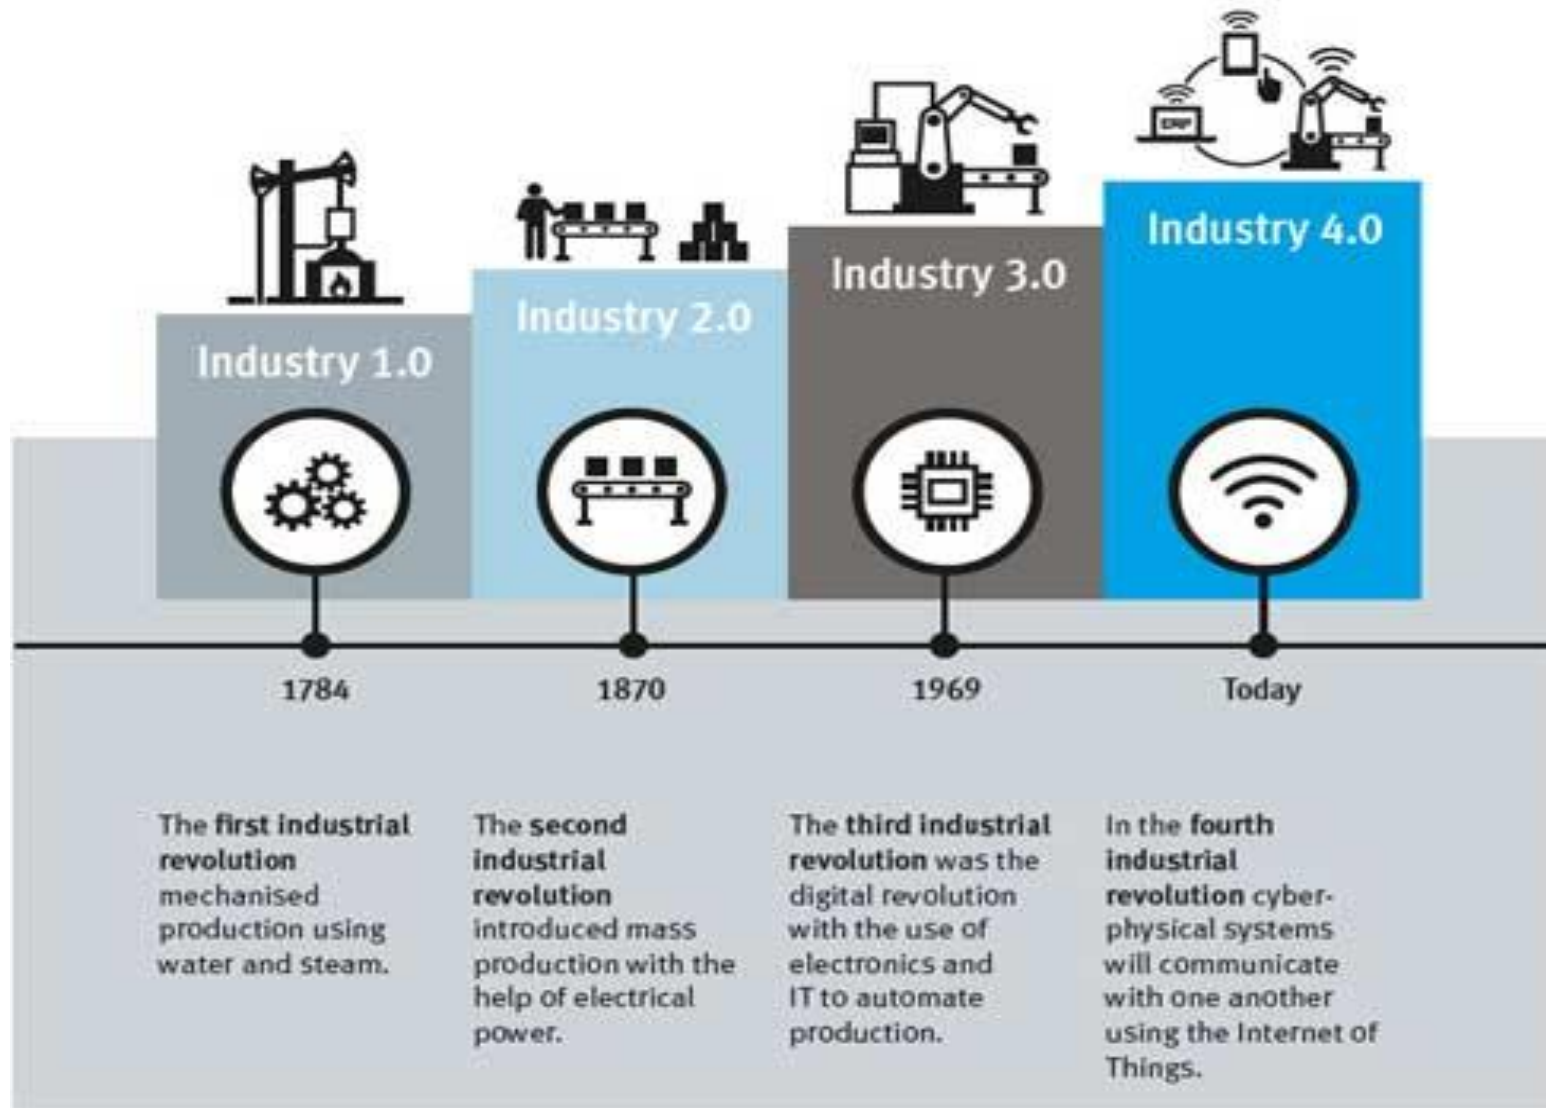 ERP
Industry 1.0
Industry 2.0
Industry 3.0
Industry 4.0
1784
1870
1969
Today
The first industrial
revolution
mechanised
production using
water and steam.
The second
industrial
revolution
introduced mass
production with the
help of electrical
power.
The third industrial
revolution was the
digital revolution
with the use of
electronics and
IT to automate
production.
In the fourth
industrial
revolution cyber-
physical systems
will communicate
with one another
using the Internet of
Things.